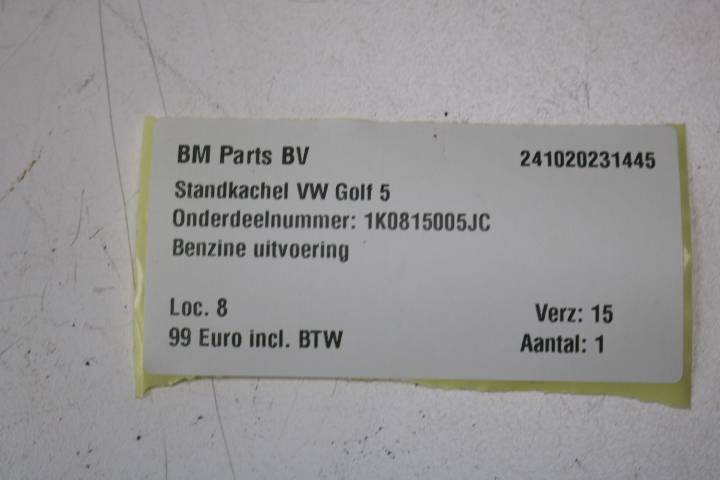 BM Parts BV 241020231445
Standkachel VW Golf 5
Onderdeelnummer: 1K0815005JC
Benzine uitvoering
Loc. 8 Verz: 15
99 Euro incl. BTW Aantal: 1